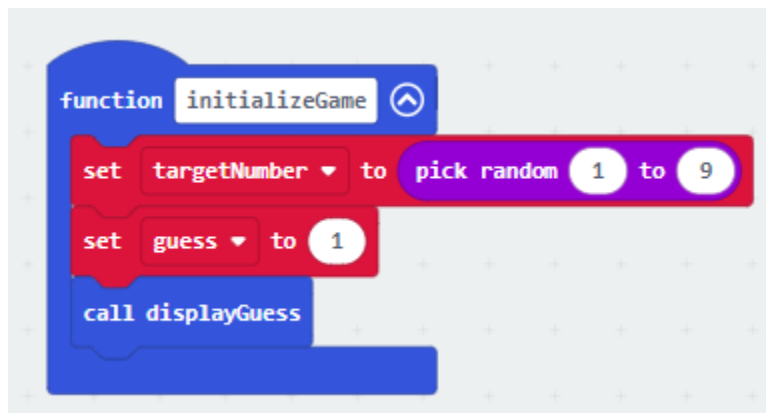 function initializeGame
set targetNumber to pick random 1 to 9
set guess to 1
call displayGuess